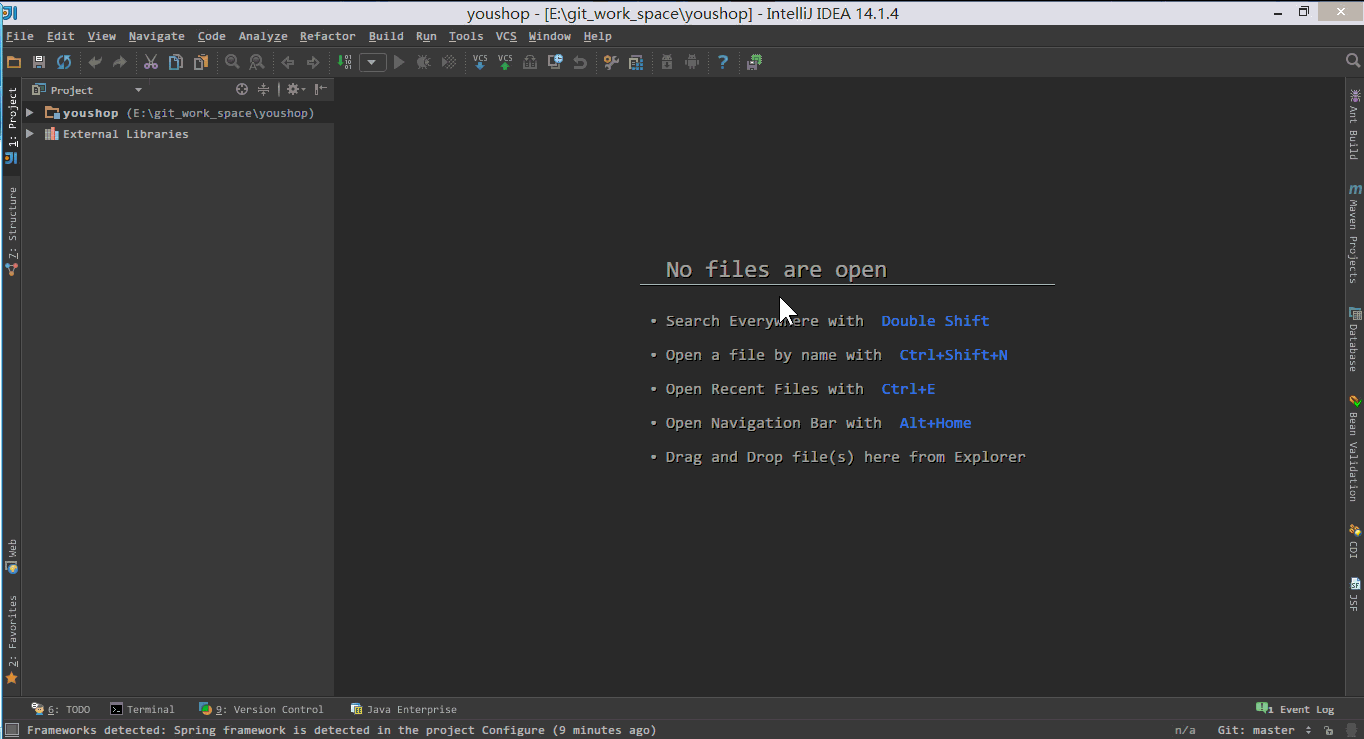 youshop - [E:\git_work_space\youshop] - IntelliJ IDEA 14.1.4
File Edit View Navigate Code Analyze Refactor Build Run Tools VCS Window Help
VCS VCS
Project
youshop (E:\git_work_space\youshop)
External Libraries
1: Project
7: Structure
Web
2: Favorites
No files are open
• Search Everywhere with Double Shift
• Open a file by name with Ctrl+Shift+N
• Open Recent Files with Ctrl+E
• Open Navigation Bar with Alt+Home
• Drag and Drop file(s) here from Explorer
Ant Build
Maven Projects
Database
Bean Validation
CDI
JSF
6: TODO Terminal 9: Version Control Java Enterprise 1 Event Log
Frameworks detected: Spring framework is detected in the project Configure (9 minutes ago) n/a Git: master